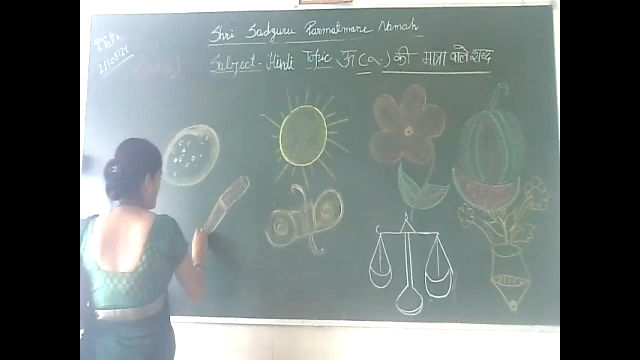 Shri Sadguru Parmatmane Namah
Subject - Hindi Topic ऊ ( ू ) की मात्रा वाले शब्द